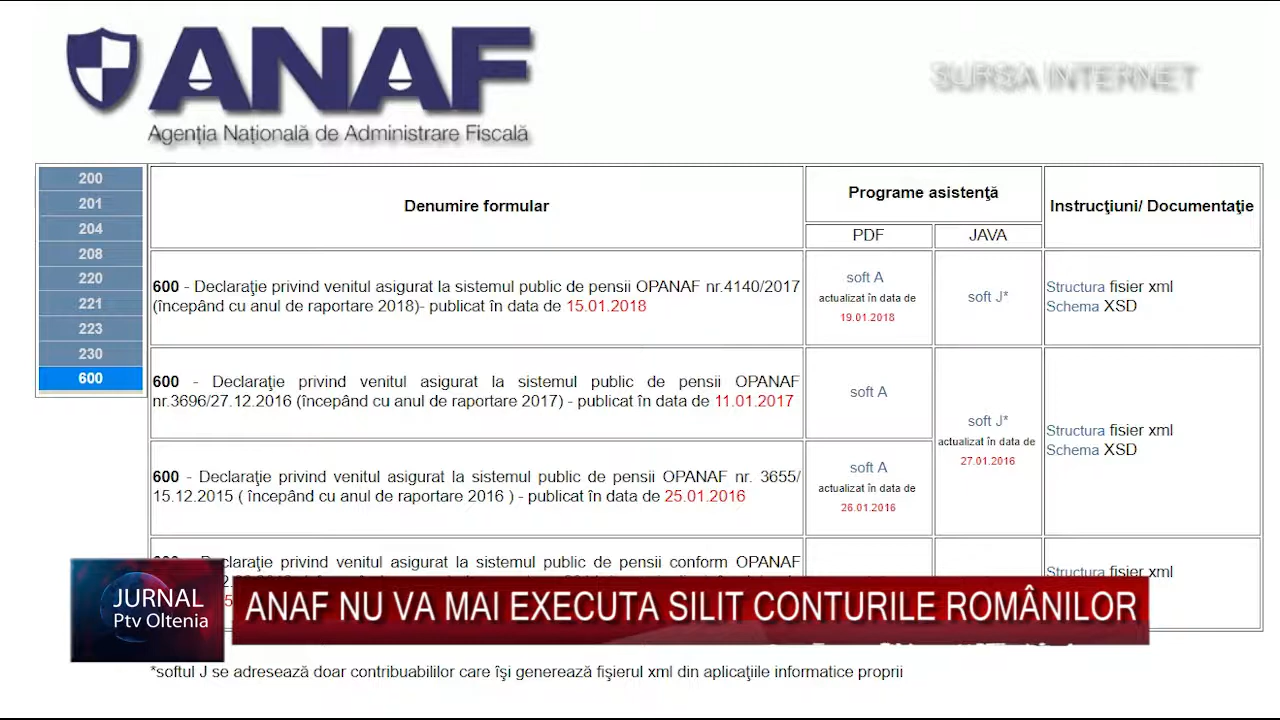 ANAF
Agenția Națională de Administrare Fiscală
SURSA INTERNET
200
201
204
208
220
221
223
230
600
Denumire formular
Programe asistenţă
Instrucţiuni/ Documentaţie
PDF
JAVA
600 - Declaraţie privind venitul asigurat la sistemul public de pensii OPANAF nr.4140/2017
(începând cu anul de raportare 2018)- publicat în data de 15.01.2018
soft A
actualizat în data de
19.01.2018
soft J*
Structura fisier xml
Schema XSD
600 - Declaraţie privind venitul asigurat la sistemul public de pensii OPANAF
nr.3696/27.12.2016 (începând cu anul de raportare 2017) - publicat în data de 11.01.2017
soft A
soft J*
actualizat în data de
27.01.2016
Structura fisier xml
Schema XSD
600 - Declaraţie privind venitul asigurat la sistemul public de pensii OPANAF nr. 3655/
15.12.2015 ( începând cu anul de raportare 2016 ) - publicat în data de 25.01.2016
soft A
actualizat în data de
26.01.2016
privind venitul asigurat la sistemul public de pensii conform OPANAF
Structura fisier xml
JURNAL
Ptv Oltenia
ANAF NU VA MAI EXECUTA SILIT CONTURILE ROMÂNILOR
*softul J se adresează doar contribuabililor care îşi generează fişierul xml din aplicaţiile informatice proprii